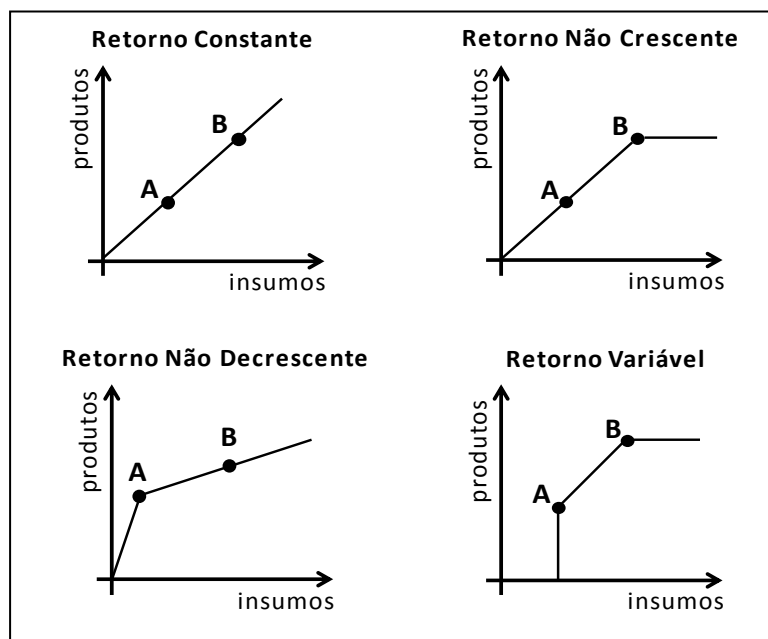 Retorno Constante
produtos
A
B
insumos
Retorno Não Crescente
produtos
A
B
insumos
Retorno Não Decrescente
produtos
A
B
insumos
Retorno Variável
produtos
A
B
insumos